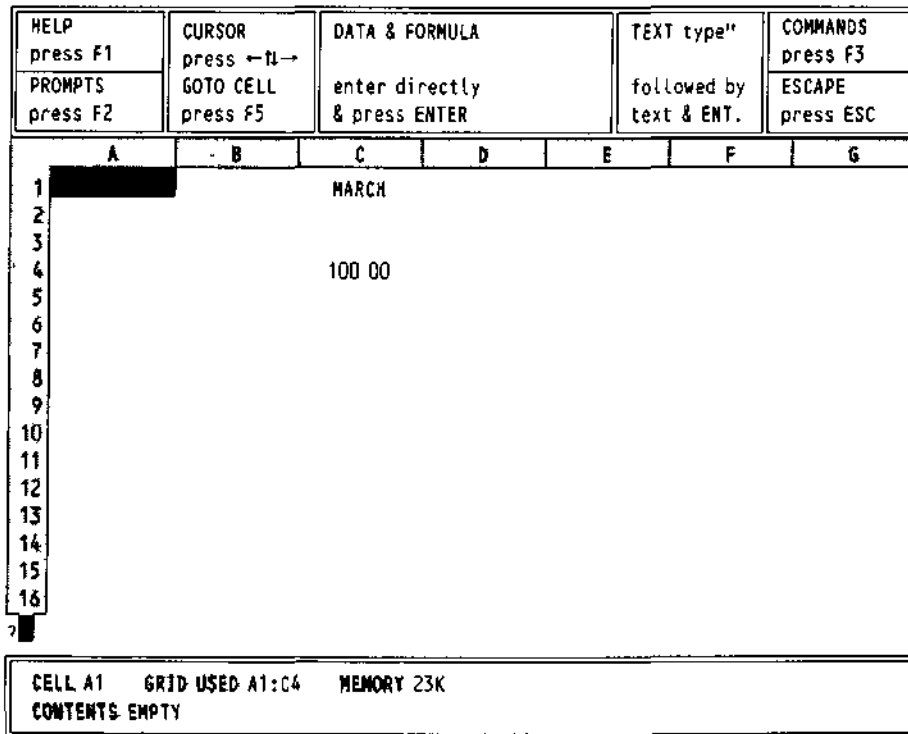 HELP
press F1
PROMPTS
press F2
CURSOR
press ←↑↓→
GOTO CELL
press F5
DATA & FORMULA
enter directly
& press ENTER
TEXT type"
followed by
text & ENT.
COMMANDS
press F3
ESCAPE
press ESC
A B C D E F G
1 MARCH
2
3
4 100 00
5
6
7
8
9
10
11
12
13
14
15
16
?
CELL A1 GRID USED A1:C4 MEMORY 23K
CONTENTS EMPTY